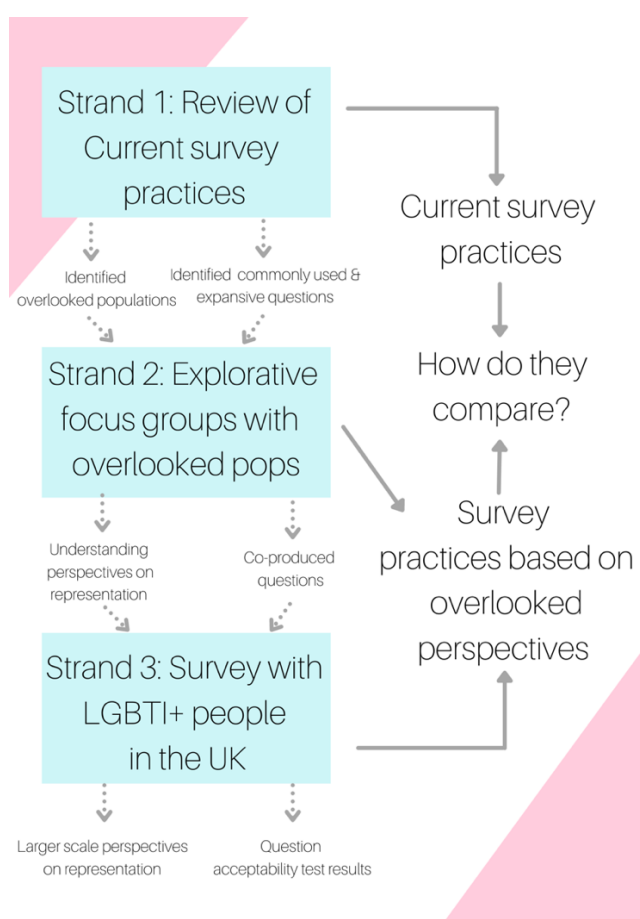 Strand 1: Review of
Current survey
practices
Identified
overlooked populations
Identified commonly used &
expansive questions
Strand 2: Explorative
focus groups with
overlooked pops
Understanding
perspectives on
representation
Co-produced
questions
Strand 3: Survey with
LGBTI+ people
in the UK
Larger scale perspectives
on representation
Question
acceptability test results
Current survey
practices
How do they
compare?
Survey
practices based on
overlooked
perspectives